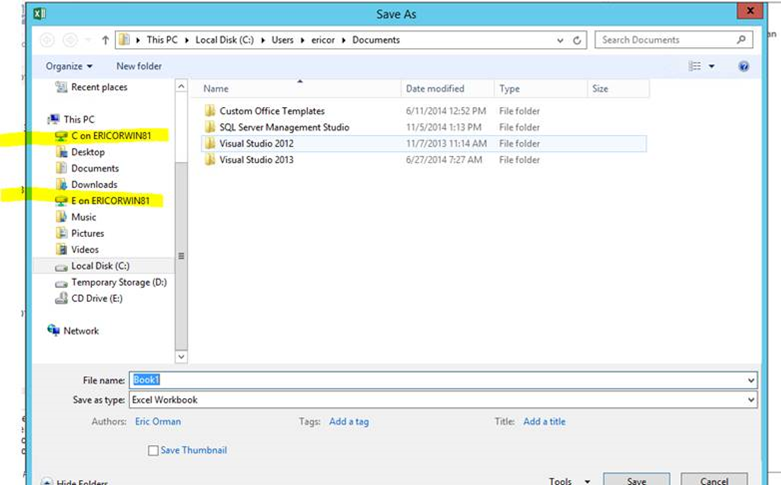 Save As
This PC Local Disk (C:) Users ericor Documents
Search Documents
Organize New folder
Name Date modified Type Size
Recent places
This PC
C on ERICORWIN81
Desktop
Documents
Downloads
E on ERICORWIN81
Music
Pictures
Videos
Local Disk (C:)
Temporary Storage (D:)
CD Drive (E:)
Network
Custom Office Templates 6/11/2014 12:52 PM File folder
SQL Server Management Studio 11/5/2014 1:13 PM File folder
Visual Studio 2012 11/7/2013 11:14 AM File folder
Visual Studio 2013 6/27/2014 7:27 AM File folder
File name: Book1
Save as type: Excel Workbook
Authors: Eric Orman Tags: Add a tag Title: Add a title
Save Thumbnail
Hide Folders Tools Save Cancel